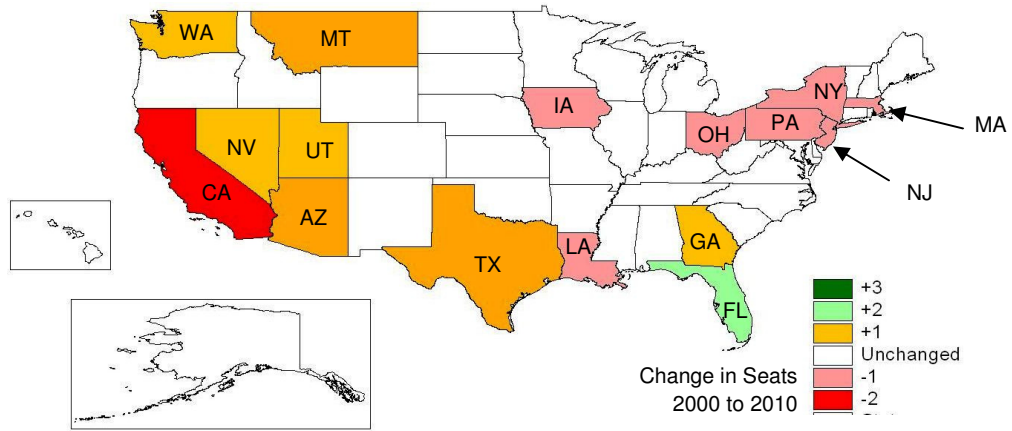 WA
MT
NY
IA
PA
OH
MA
NV
UT
NJ
CA
AZ
LA
GA
TX
FL
+3
+2
+1
Unchanged
-1
-2
Change in Seats
2000 to 2010